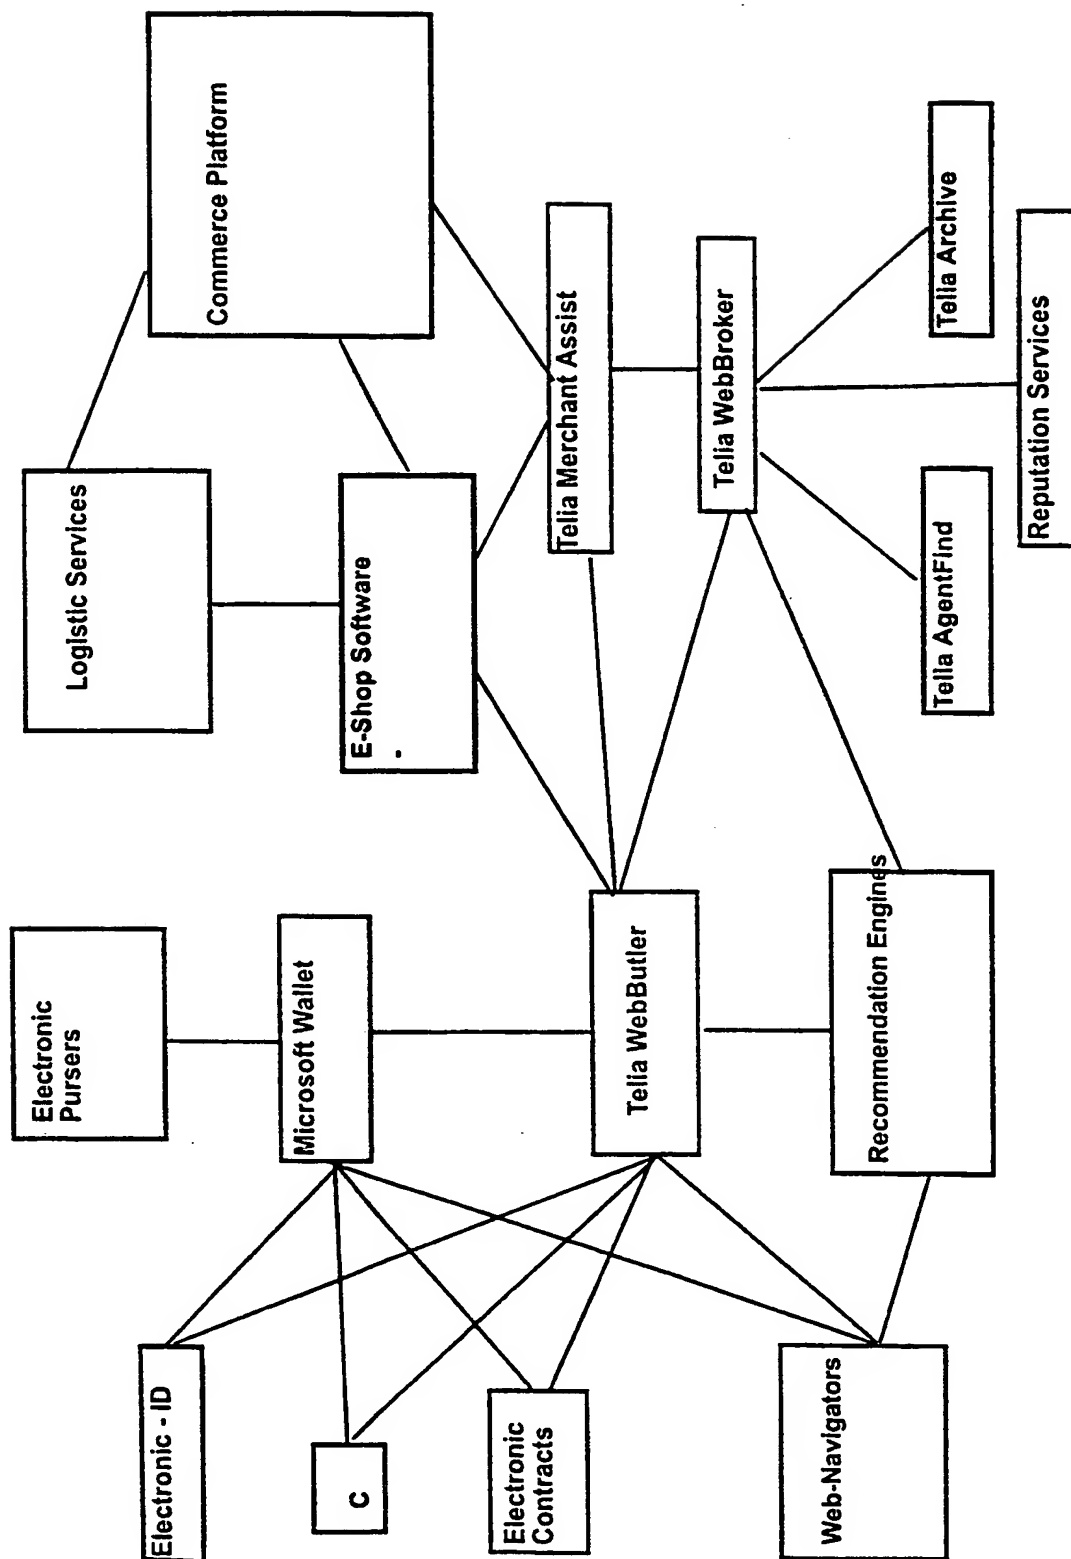 Electronic
Pursers
Logistic Services
Electronic - ID
Commerce Platform
Microsoft Wallet
C
E-Shop Software
-
Electronic
Contracts
Telia Merchant Assist
Telia WebButler
Telia WebBroker
Web-Navigators
Recommendation Engines
Telia AgentFind
Telia Archive
Reputation Services